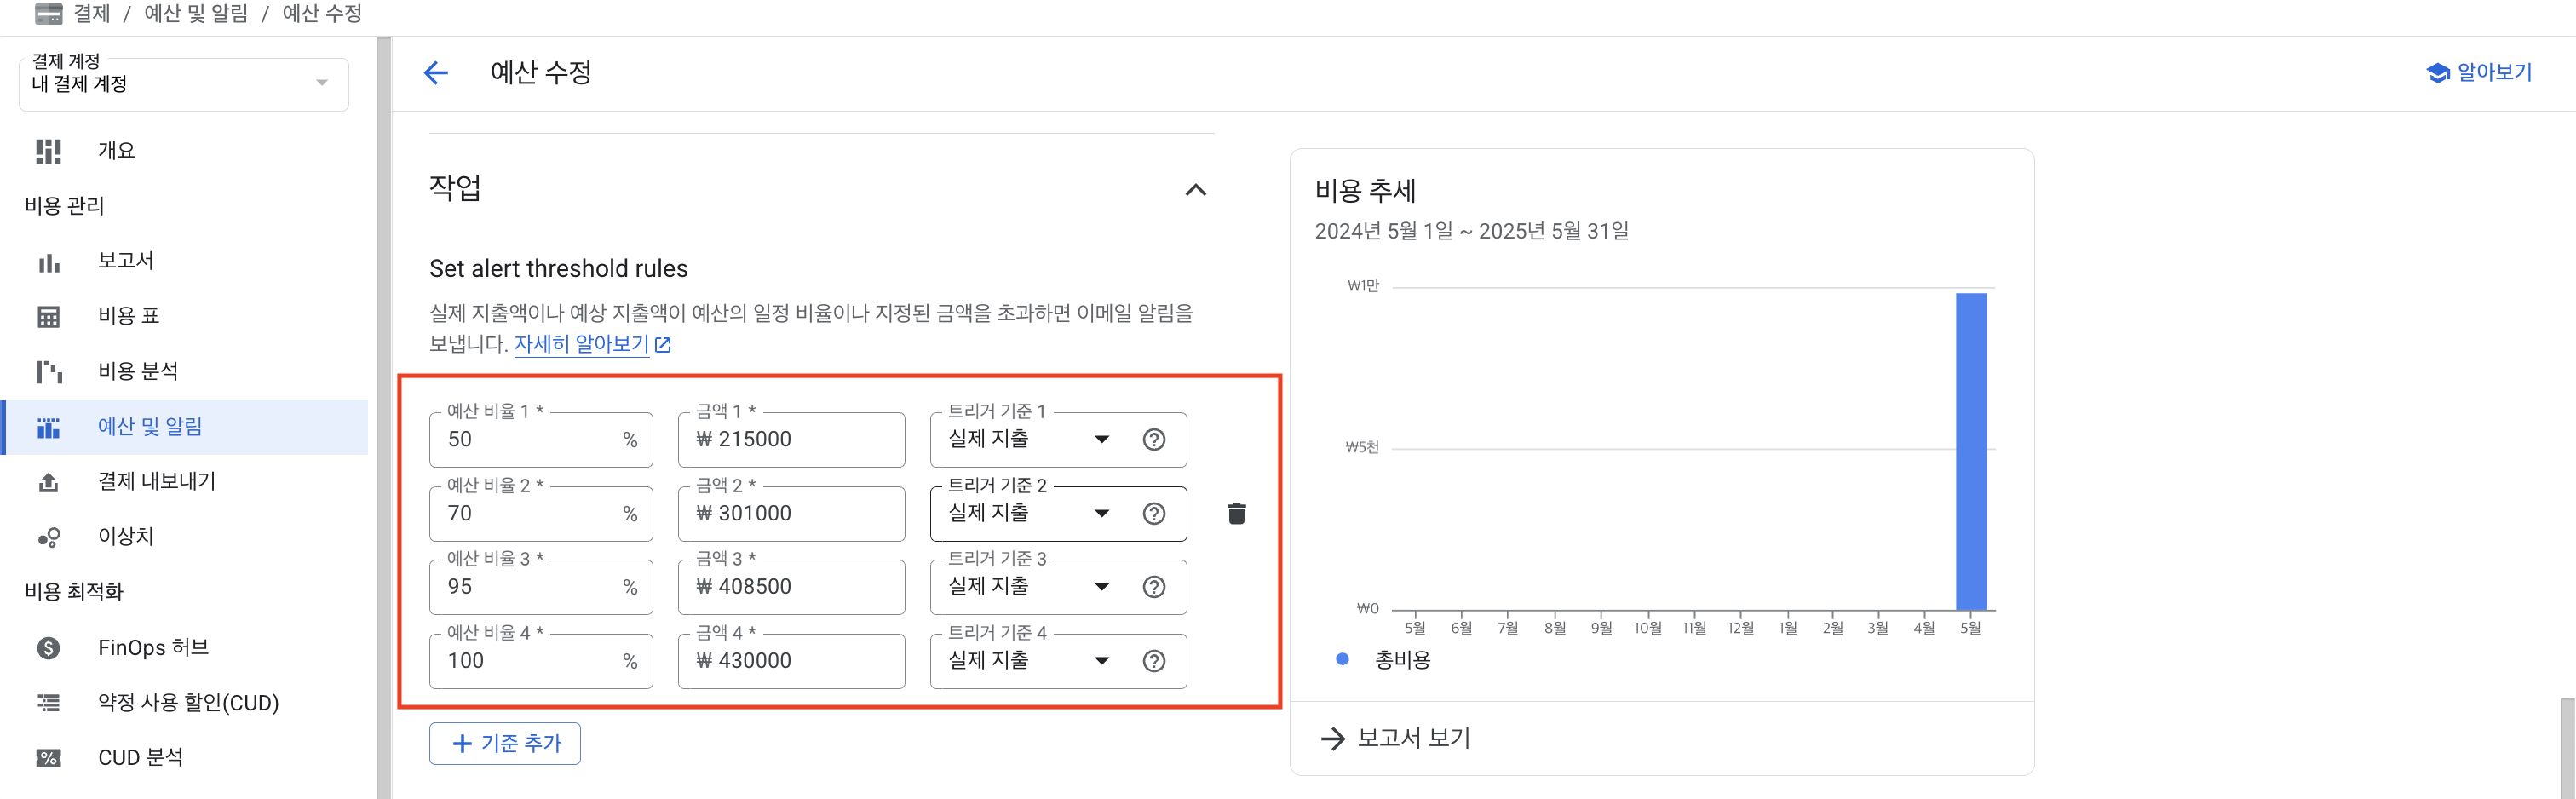 결제 / 예산 및 알림 / 예산 수정
결제 계정
내 결제 계정
개요
비용 관리
보고서
비용 표
비용 분석
예산 및 알림
결제 내보내기
이상치
비용 최적화
FinOps 허브
약정 사용 할인(CUD)
CUD 분석
예산 수정
알아보기
작업
Set alert threshold rules
실제 지출액이나 예상 지출액이 예산의 일정 비율이나 지정된 금액을 초과하면 이메일 알림을
보냅니다. 자세히 알아보기
예산 비율 1 * 금액 1 * 트리거 기준 1
50 % ₩ 215000 실제 지출
예산 비율 2 * 금액 2 * 트리거 기준 2
70 % ₩ 301000 실제 지출
예산 비율 3 * 금액 3 * 트리거 기준 3
95 % ₩ 408500 실제 지출
예산 비율 4 * 금액 4 * 트리거 기준 4
100 % ₩ 430000 실제 지출
+ 기준 추가
비용 추세
2024년 5월 1일 ~ 2025년 5월 31일
₩1만
₩5천
₩0
5월 6월 7월 8월 9월 10월 11월 12월 1월 2월 3월 4월 5월
총비용
보고서 보기